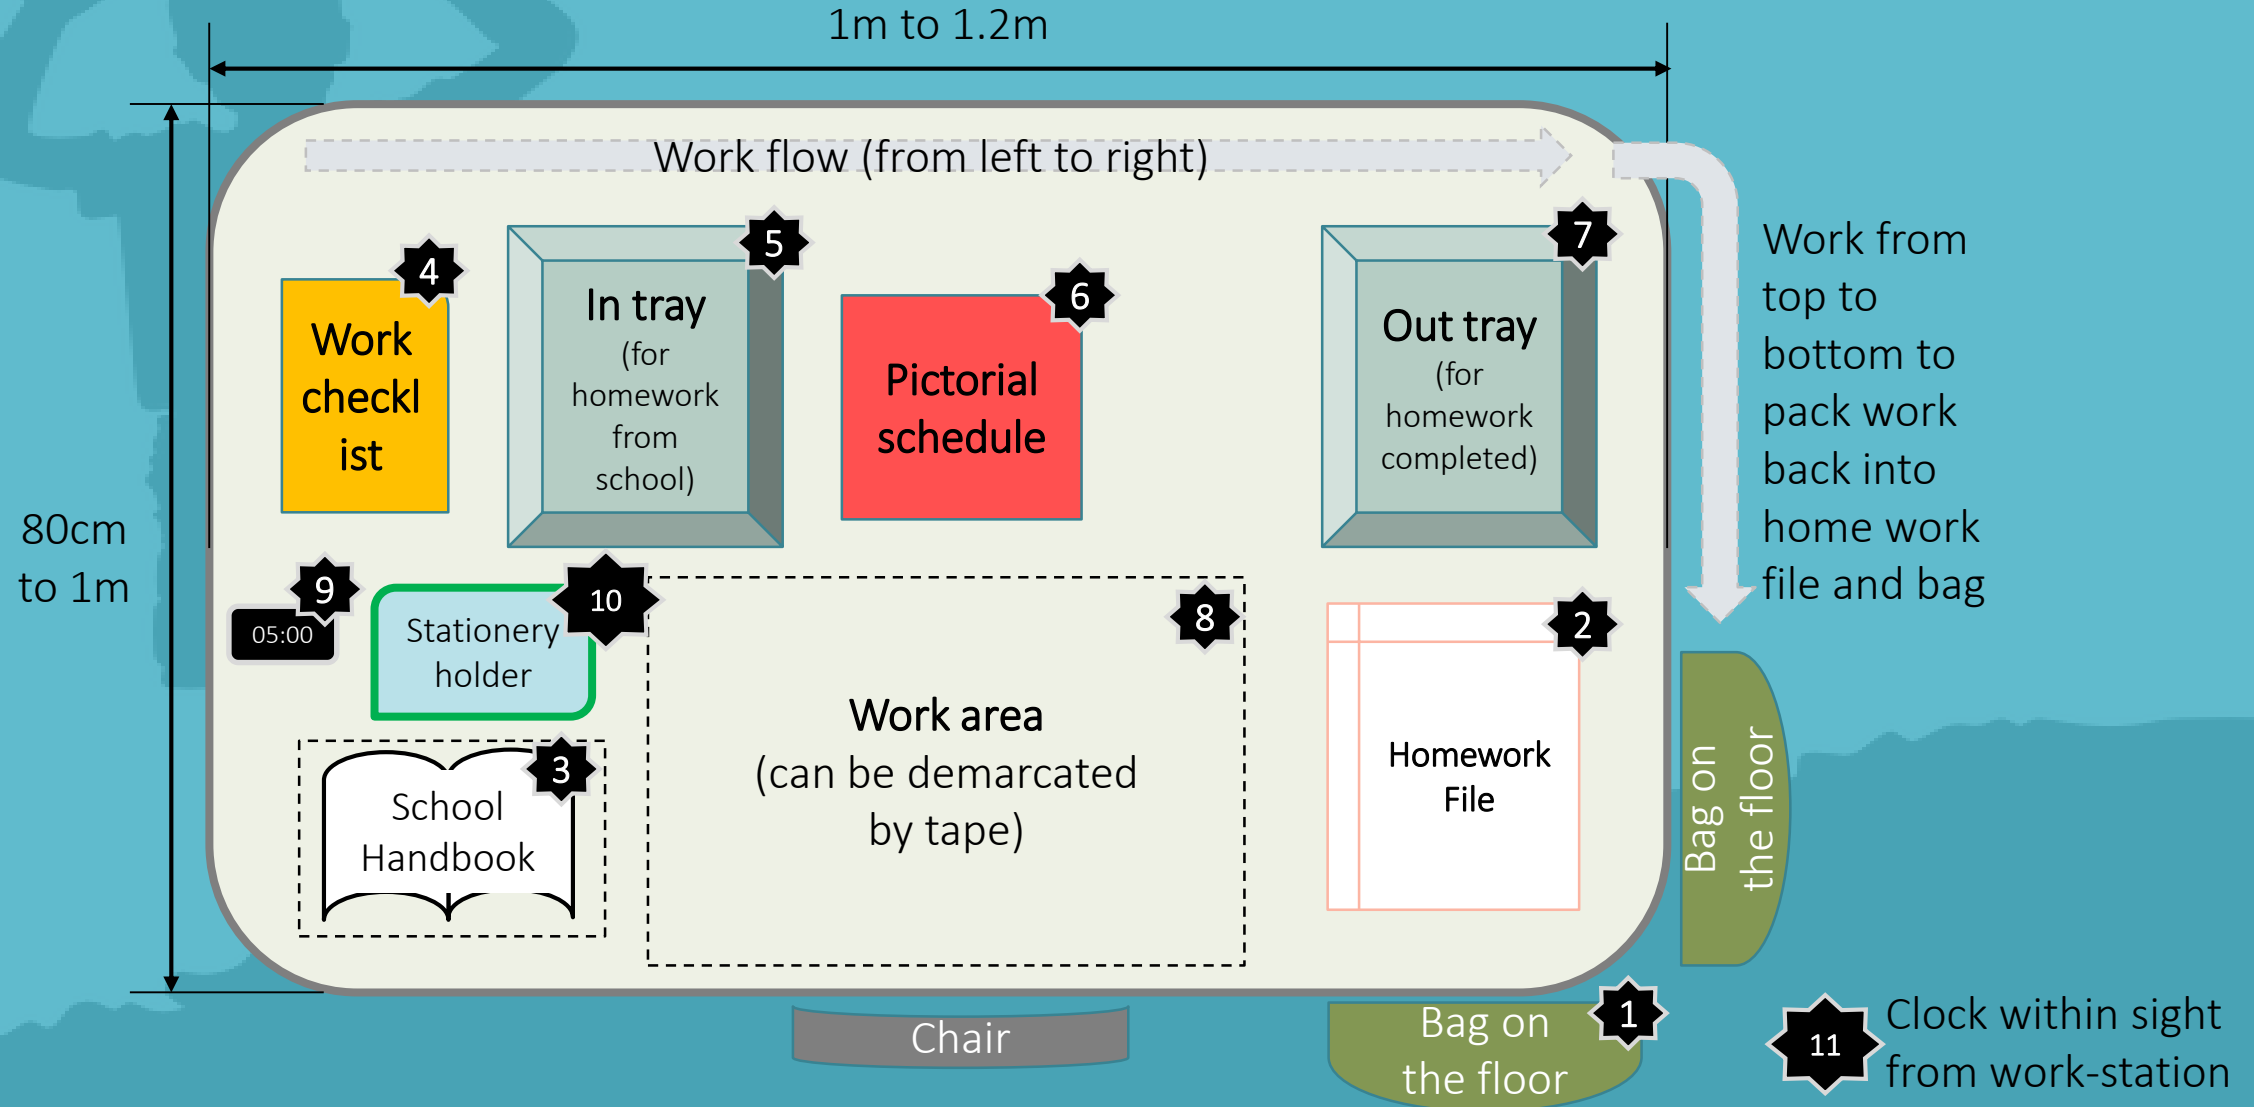 1m to 1.2m
Work flow (from left to right)
80cm
to 1m
4
Work
checkl
ist
5
In tray
(for
homework
from
school)
6
Pictorial
schedule
7
Out tray
(for
homework
completed)
Work from
top to
bottom to
pack work
back into
home work
file and bag
9
05:00
10
Stationery
holder
8
Work area
(can be demarcated
by tape)
2
Homework
File
3
School
Handbook
Bag on
the floor
Chair
1
Bag on
the floor
11
Clock within sight
from work-station